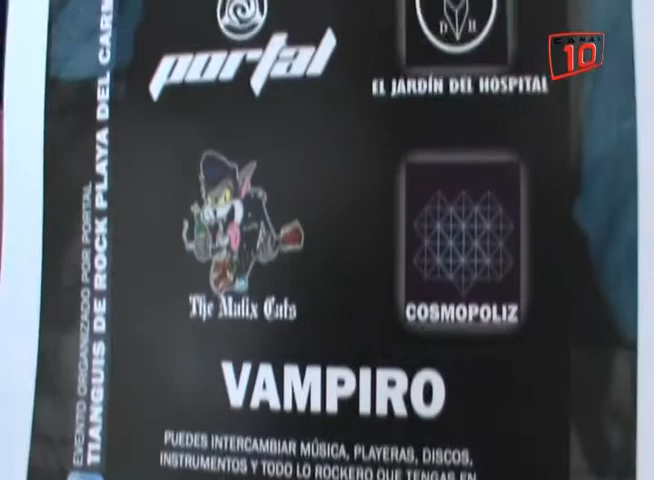 CANAL
10
D H
portal
EL JARDÍN DEL HOSPITAL
The Malix Cats
COSMOPOLIZ
VAMPIRO
PUEDES INTERCAMBIAR MÚSICA, PLAYERAS, DISCOS,
INSTRUMENTOS Y TODO LO ROCKERO QUE TENGAS EN
EVENTO ORGANIZADO POR PORTAL
TIANGUIS DE ROCK PLAYA DEL CARM